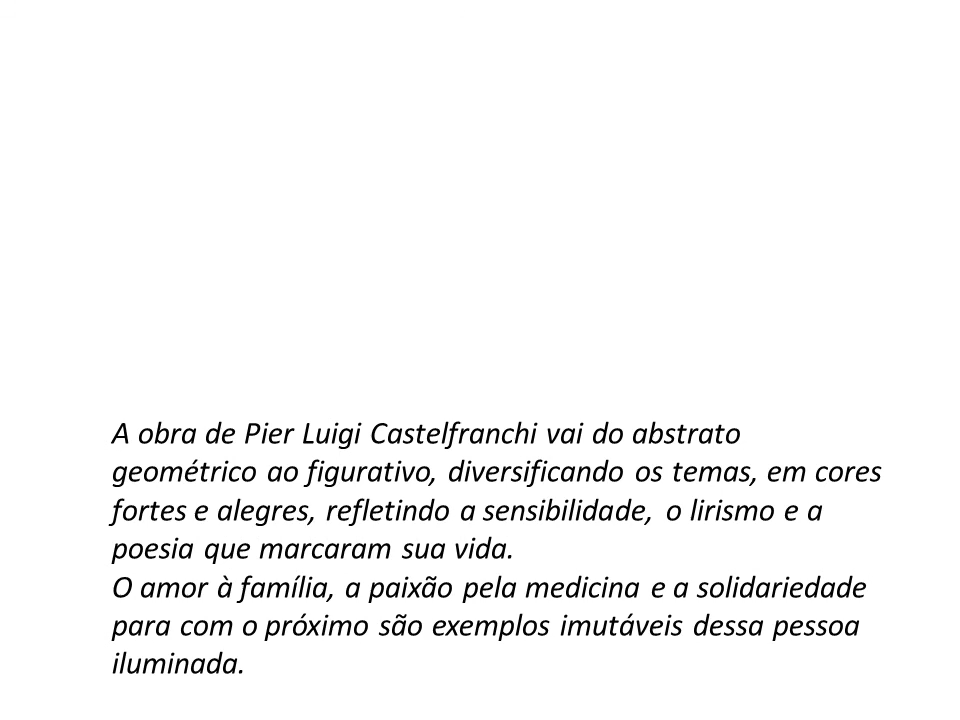 A obra de Pier Luigi Castelfranchi vai do abstrato
geométrico ao figurativo, diversificando os temas, em cores
fortes e alegres, refletindo a sensibilidade, o lirismo e a
poesia que marcaram sua vida.
O amor à família, a paixão pela medicina e a solidariedade
para com o próximo são exemplos imutáveis dessa pessoa
iluminada.